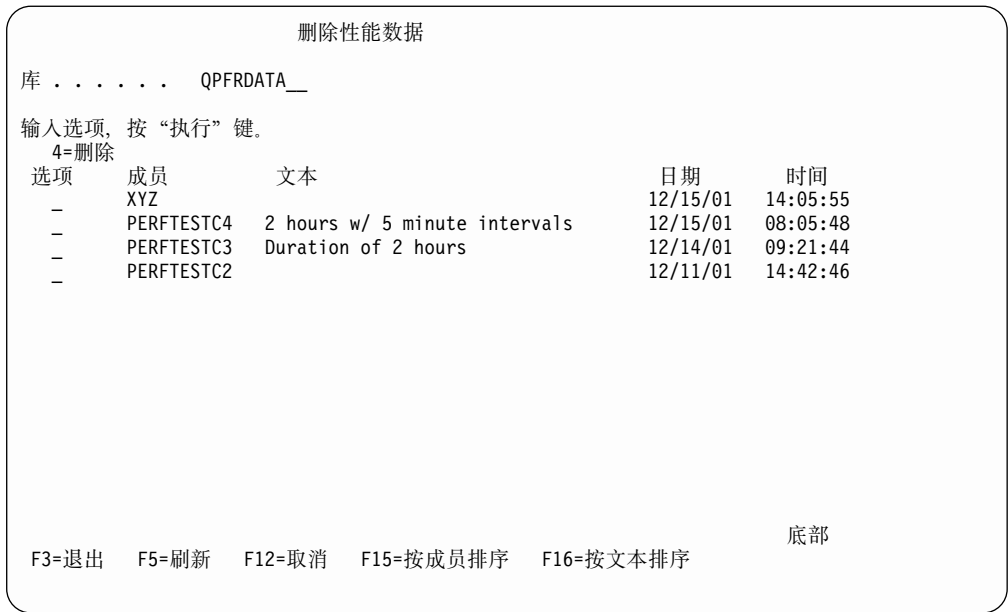 删除性能数据
库 . . . . . .   QPFRDATA__
输入选项，按“执行”键。
4=删除
选项   成员   文本   日期   时间
_   XYZ   12/15/01   14:05:55
_   PERFTESTC4   2 hours w/ 5 minute intervals   12/15/01   08:05:48
_   PERFTESTC3   Duration of 2 hours   12/14/01   09:21:44
_   PERFTESTC2   12/11/01   14:42:46
底部
F3=退出   F5=刷新   F12=取消   F15=按成员排序   F16=按文本排序